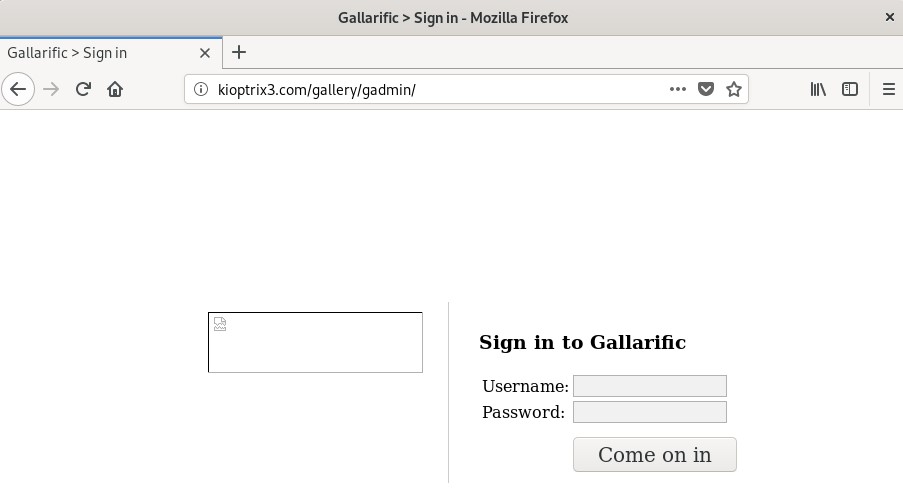 Gallarific > Sign in - Mozilla Firefox
Gallarific > Sign in
kioptrix3.com/gallery/gadmin/
Sign in to Gallarific
Username:
Password:
Come on in